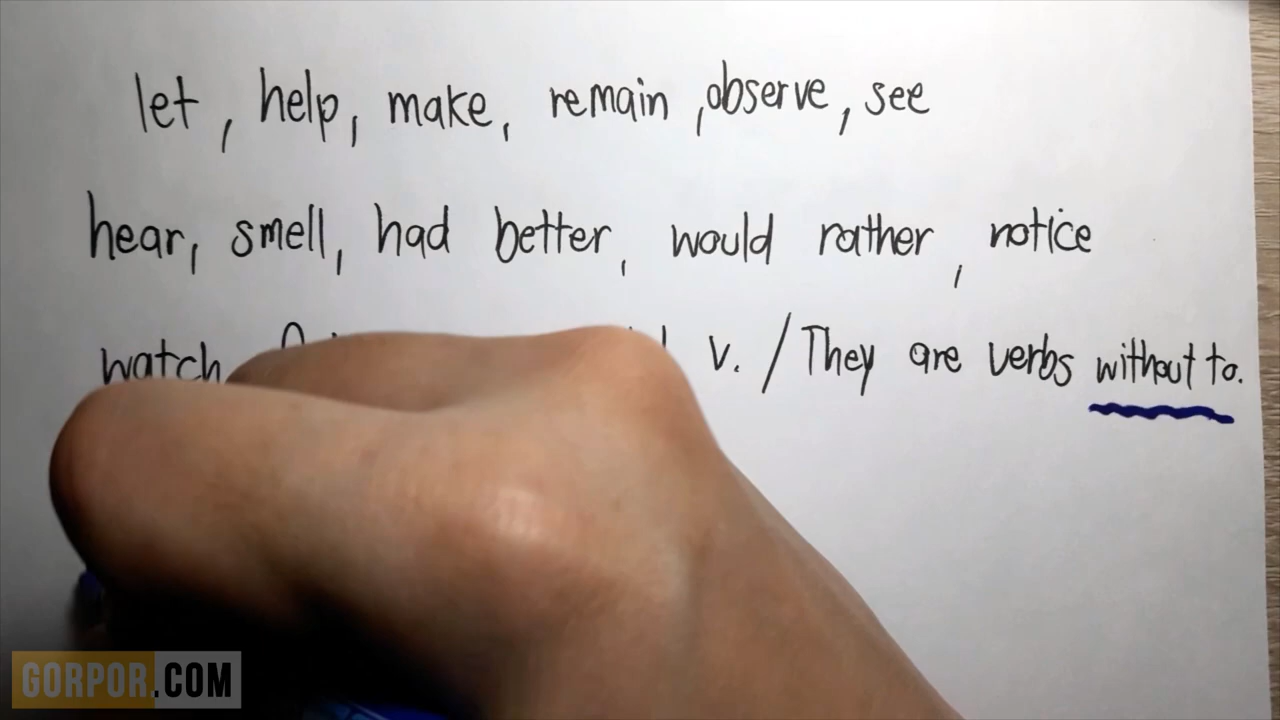 let, help, make, remain, observe, see
hear, smell, had better, would rather, notice
watch v. / They are verbs without to.
GORPOR.COM